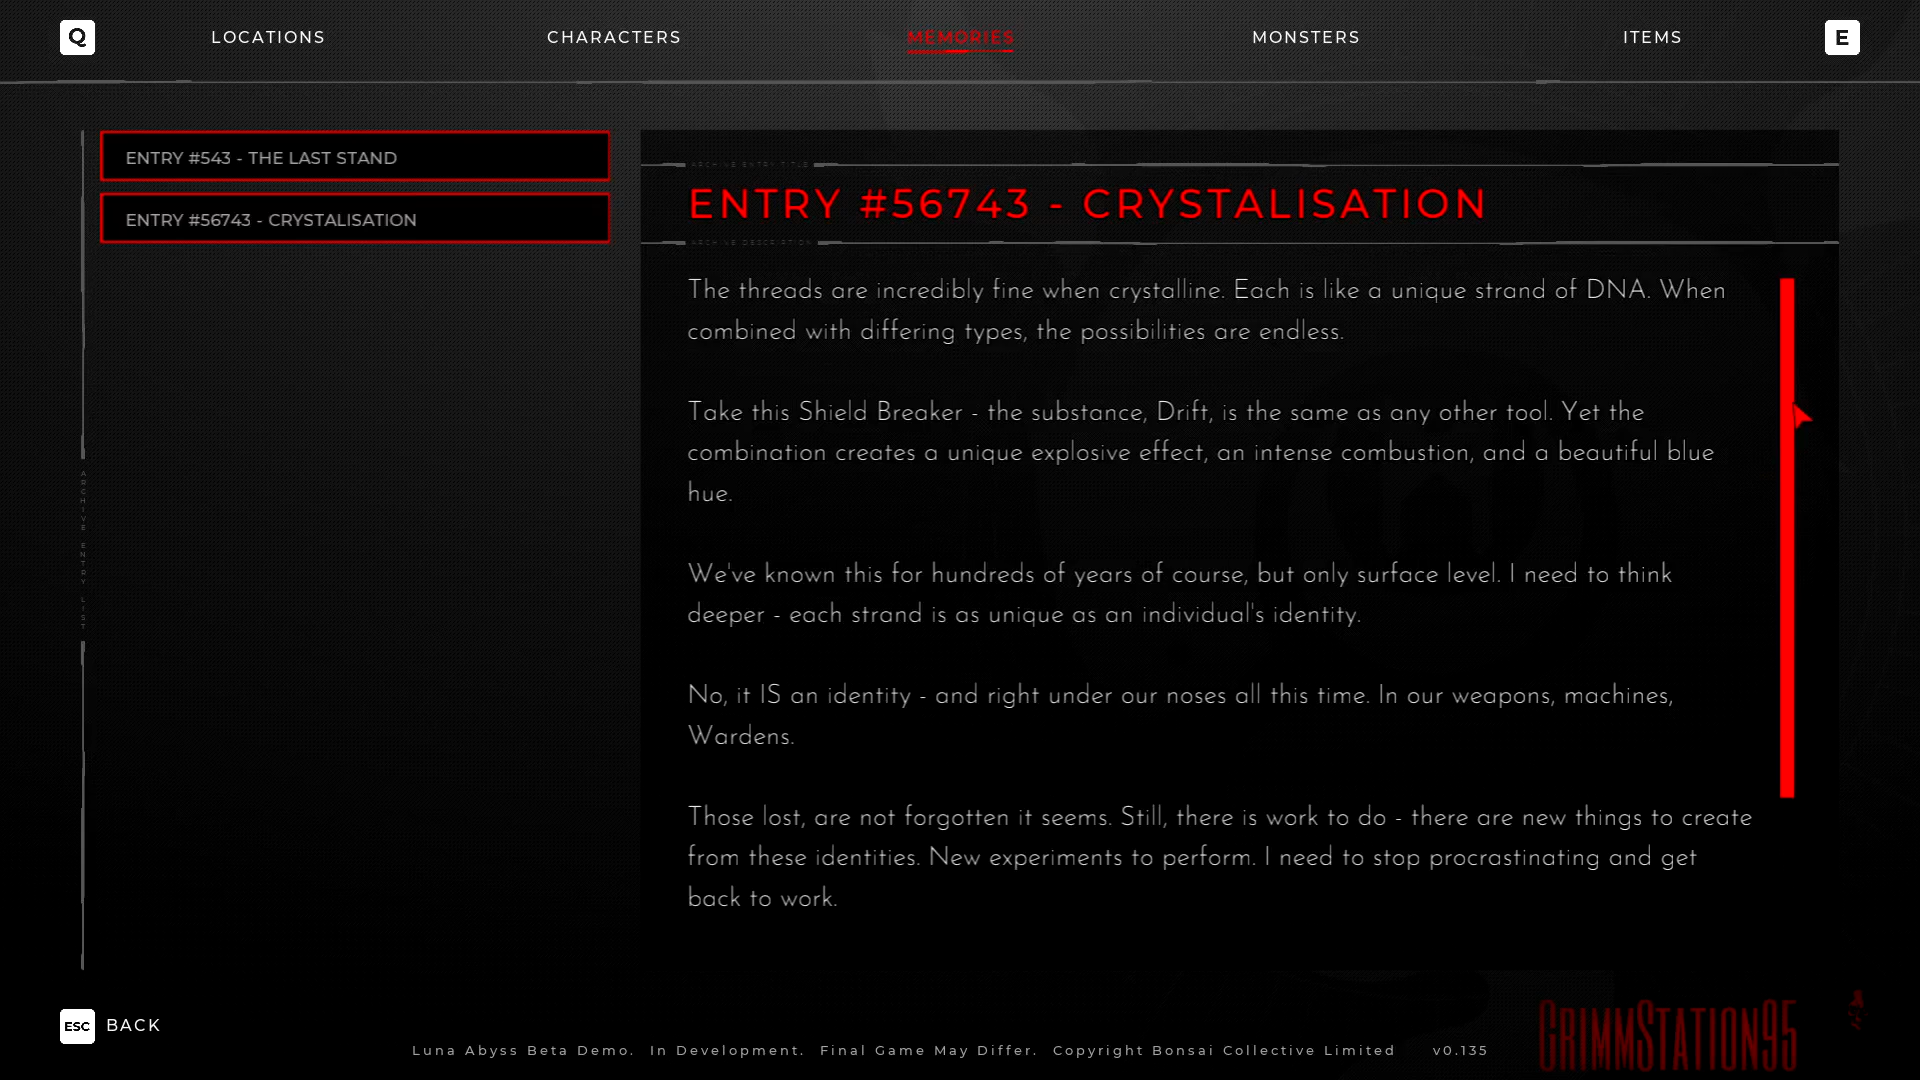 Q
LOCATIONS
CHARACTERS
MEMORIES
MONSTERS
ITEMS
E
ENTRY #543 - THE LAST STAND
ENTRY #56743 - CRYSTALISATION
ARCHIVE ENTRY LIST
ARCHIVE ENTRY TITLE
ENTRY #56743 - CRYSTALISATION
ARCHIVE DESCRIPTION
The threads are incredibly fine when crystalline. Each is like a unique strand of DNA. When
combined with differing types, the possibilities are endless.
Take this Shield Breaker - the substance, Drift, is the same as any other tool. Yet the
combination creates a unique explosive effect, an intense combustion, and a beautiful blue
hue.
We've known this for hundreds of years of course, but only surface level. I need to think
deeper - each strand is as unique as an individual's identity.
No, it IS an identity - and right under our noses all this time. In our weapons, machines,
Wardens.
Those lost, are not forgotten it seems. Still, there is work to do - there are new things to create
from these identities. New experiments to perform. I need to stop procrastinating and get
back to work.
ESC BACK
Luna Abyss Beta Demo. In Development. Final Game May Differ. Copyright Bonsai Collective Limited v0.135
GRIMMSTATION95